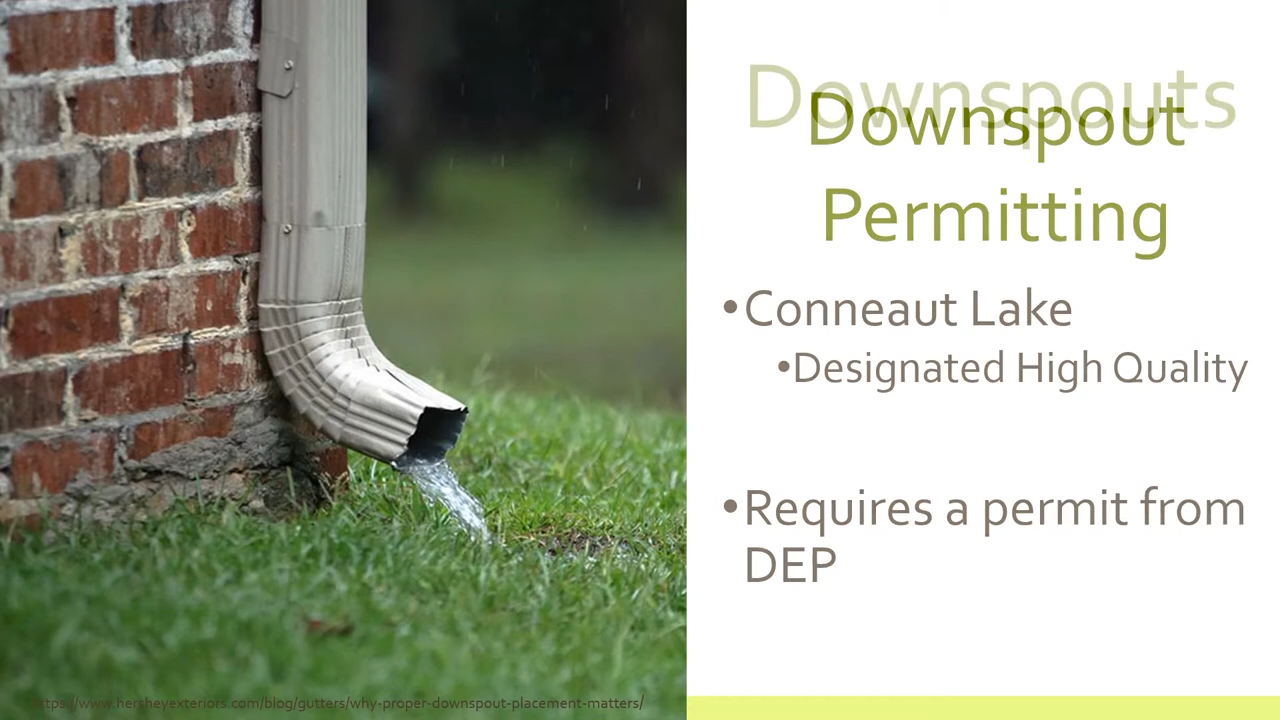 Downspouts
Downspout
Permitting
•Conneaut Lake
•Designated High Quality
•Requires a permit from
DEP
https://www.hersheyexteriors.com/blog/gutters/why-proper-downspout-placement-matters/